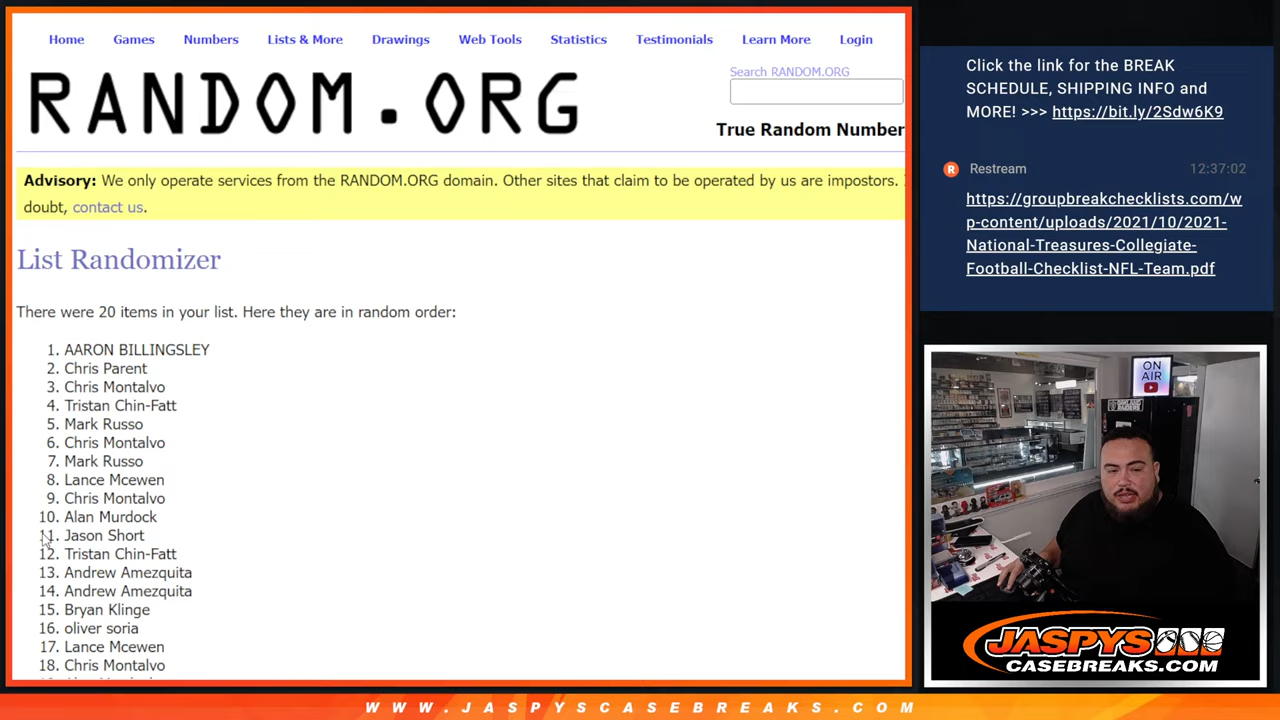 Home Games Numbers Lists & More Drawings Web Tools Statistics Testimonials Learn More Login
RANDOM.ORG
Search RANDOM.ORG
True Random Number
Advisory: We only operate services from the RANDOM.ORG domain. Other sites that claim to be operated by us are impostors.
doubt, contact us.
List Randomizer
There were 20 items in your list. Here they are in random order:
1. AARON BILLINGSLEY
2. Chris Parent
3. Chris Montalvo
4. Tristan Chin-Fatt
5. Mark Russo
6. Chris Montalvo
7. Mark Russo
8. Lance Mcewen
9. Chris Montalvo
10. Alan Murdock
11. Jason Short
12. Tristan Chin-Fatt
13. Andrew Amezquita
14. Andrew Amezquita
15. Bryan Klinge
16. oliver soria
17. Lance Mcewen
18. Chris Montalvo
Click the link for the BREAK
SCHEDULE, SHIPPING INFO and
MORE! >>> https://bit.ly/2Sdw6K9
R Restream 12:37:02
https://groupbreakchecklists.com/w
p-content/uploads/2021/10/2021-
National-Treasures-Collegiate-
Football-Checklist-NFL-Team.pdf
ON
AIR
JASPYS
CASEBREAKS.COM
WWW.JASPYSCASEBREAKS.COM